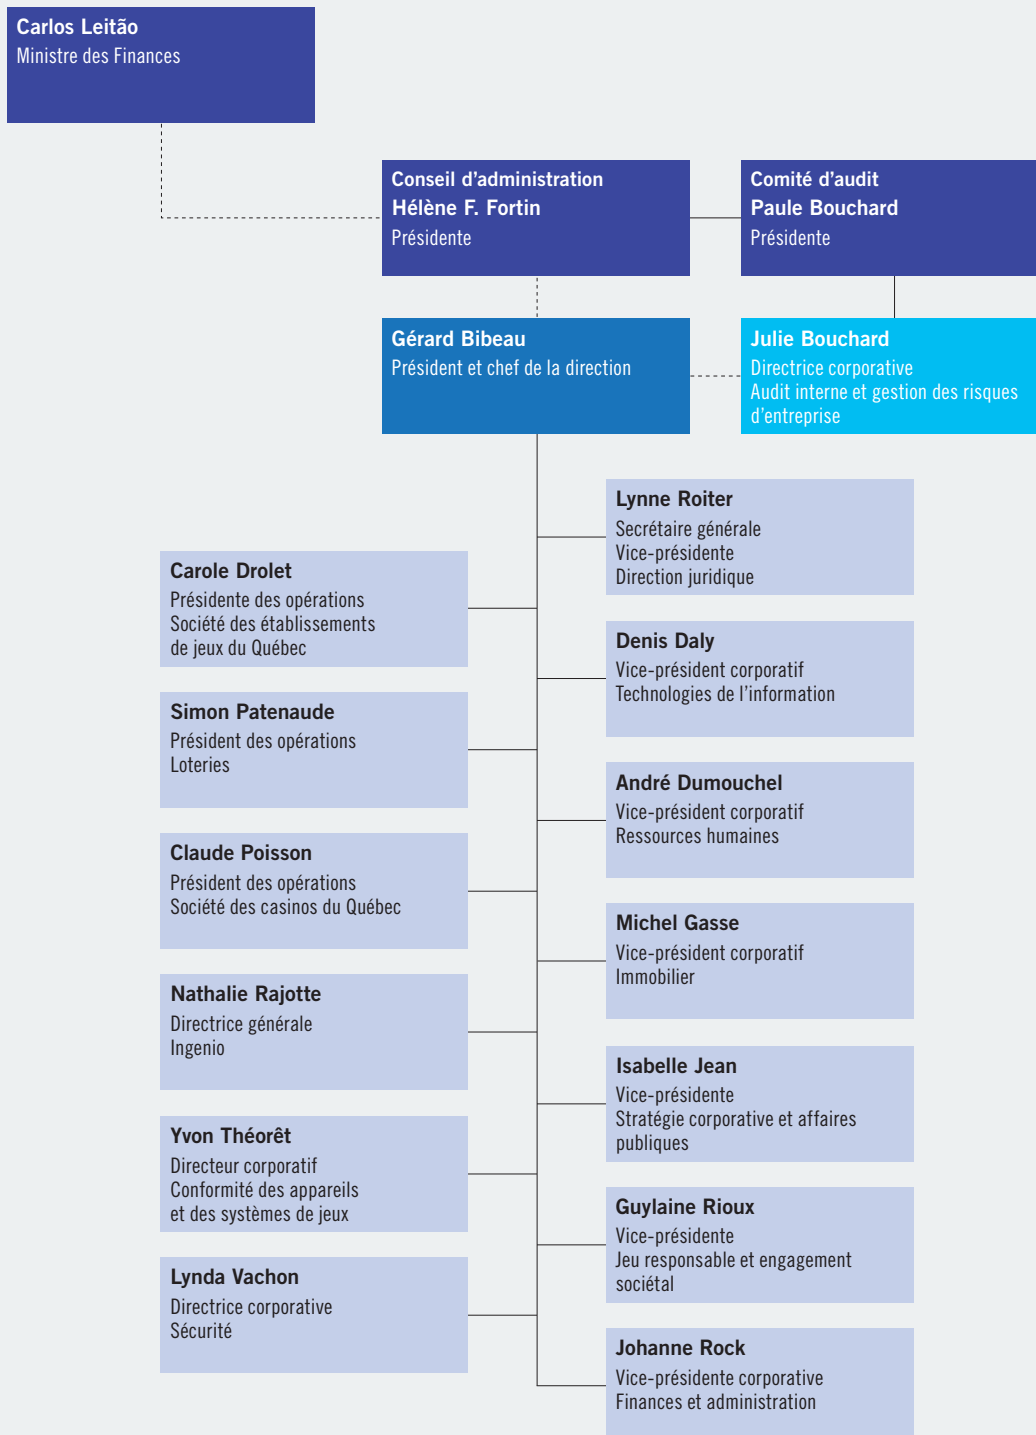 Carlos Leitão
Ministre des Finances
Conseil d’administration
Hélène F. Fortin
Présidente
Comité d’audit
Paule Bouchard
Présidente
Gérard Bibeau
Président et chef de la direction
Julie Bouchard
Directrice corporative
Audit interne et gestion des risques
d’entreprise
Carole Drolet
Présidente des opérations
Société des établissements
de jeux du Québec
Simon Patenaude
Président des opérations
Loteries
Claude Poisson
Président des opérations
Société des casinos du Québec
Nathalie Rajotte
Directrice générale
Ingenio
Yvon Théorêt
Directeur corporatif
Conformité des appareils
et des systèmes de jeux
Lynda Vachon
Directrice corporative
Sécurité
Lynne Roiter
Secrétaire générale
Vice-présidente
Direction juridique
Denis Daly
Vice-président corporatif
Technologies de l’information
André Dumouchel
Vice-président corporatif
Ressources humaines
Michel Gasse
Vice-président corporatif
Immobilier
Isabelle Jean
Vice-présidente
Stratégie corporative et affaires
publiques
Guylaine Rioux
Vice-présidente
Jeu responsable et engagement
sociétal
Johanne Rock
Vice-présidente corporative
Finances et administration